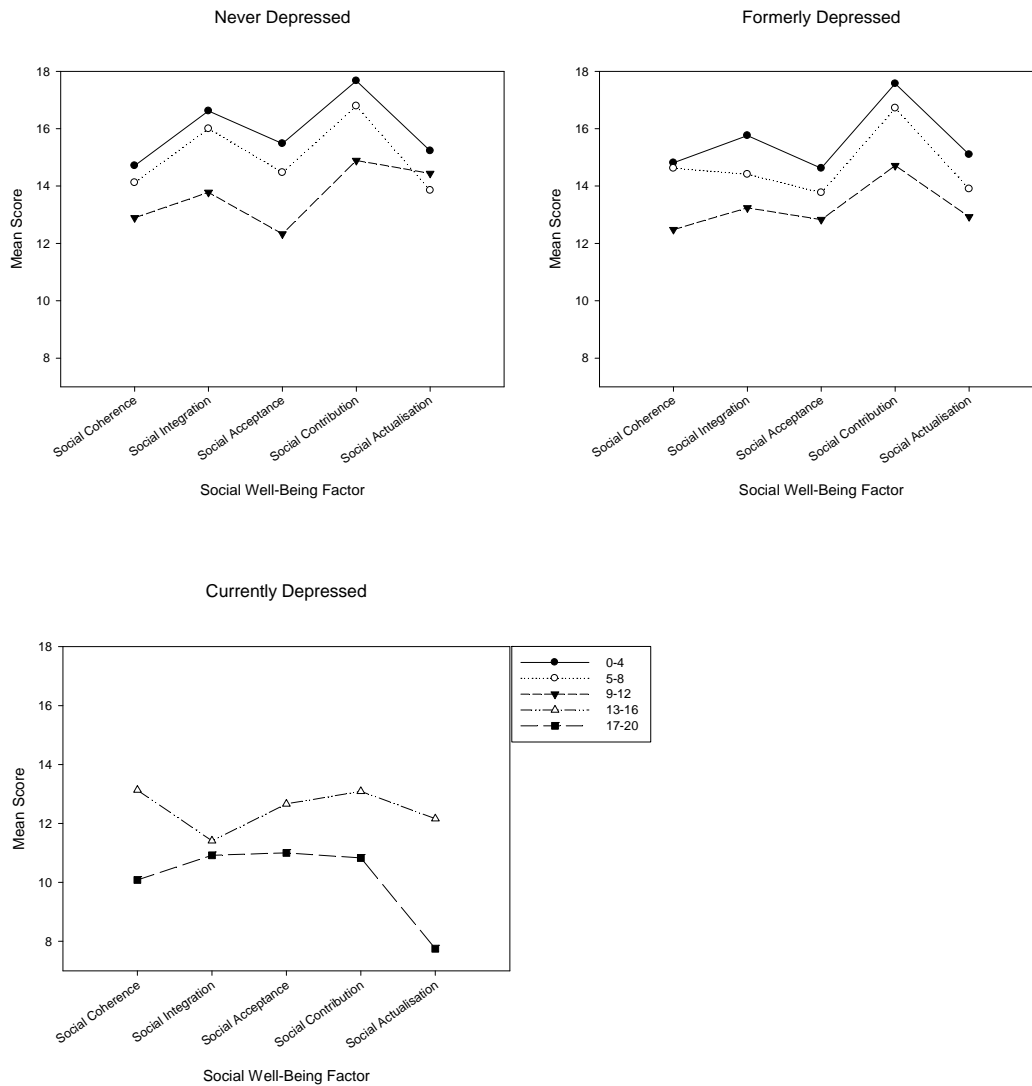 Never Depressed
18
16
14
12
10
8
Mean Score
Social Coherence
Social Integration
Social Acceptance
Social Contribution
Social Actualisation
Social Well-Being Factor
Formerly Depressed
18
16
14
12
10
8
Mean Score
Social Coherence
Social Integration
Social Acceptance
Social Contribution
Social Actualisation
Social Well-Being Factor
Currently Depressed
18
16
14
12
10
8
Mean Score
Social Coherence
Social Integration
Social Acceptance
Social Contribution
Social Actualisation
Social Well-Being Factor
0-4
5-8
9-12
13-16
17-20